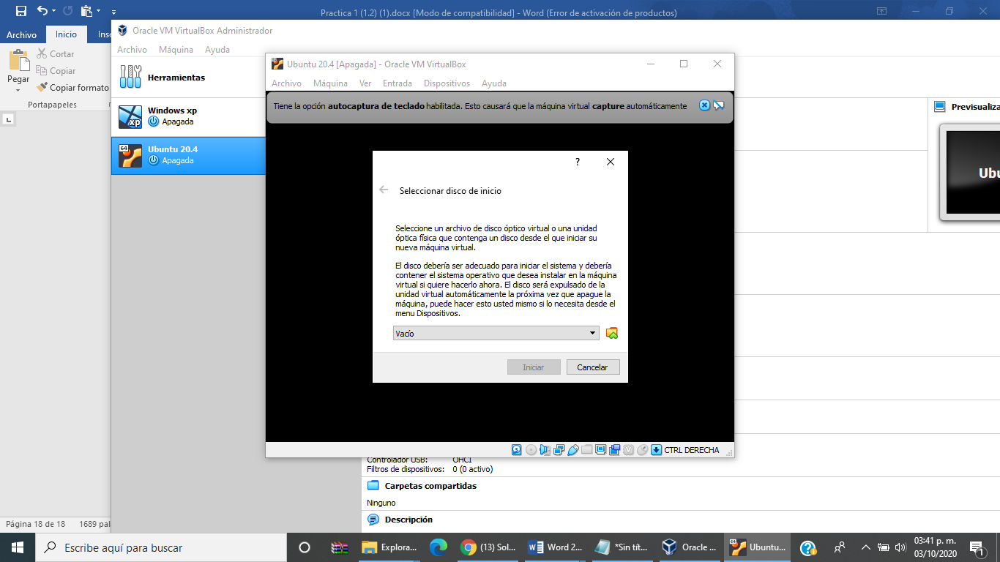 Practica 1 (1.2) (1).docx [Modo de compatibilidad] - Word (Error de activación de productos)
Archivo Inicio Inse
Cortar
Copiar
Pegar
Copiar formato
Portapapeles
Oracle VM VirtualBox Administrador
Archivo Máquina Ayuda
Herramientas
Windows xp
Apagada
64
Ubuntu 20.4
Apagada
Ubuntu 20.4 [Apagada] - Oracle VM VirtualBox
Archivo Máquina Ver Entrada Dispositivos Ayuda
Tiene la opción autocaptura de teclado habilitada. Esto causará que la máquina virtual capture automáticamente
Seleccionar disco de inicio
Seleccione un archivo de disco óptico virtual o una unidad
óptica física que contenga un disco desde el que iniciar su
nueva máquina virtual.
El disco debería ser adecuado para iniciar el sistema y debería
contener el sistema operativo que desea instalar en la máquina
virtual si quiere hacerlo ahora. El disco será expulsado de la
unidad virtual automáticamente la próxima vez que apague la
máquina, puede hacer esto usted mismo si lo necesita desde el
menu Dispositivos.
Vacío
Iniciar Cancelar
CTRL DERECHA
Previsualiza
Ubu
Controlador USB: OHCI
Filtros de dispositivos: 0 (0 activo)
Carpetas compartidas
Ninguno
Descripción
Página 18 de 18 1689 pal
Escribe aquí para buscar
Explora... (13) Sol... Word 2... *Sin tít... Oracle ... Ubuntu...
03:41 p. m.
03/10/2020
1